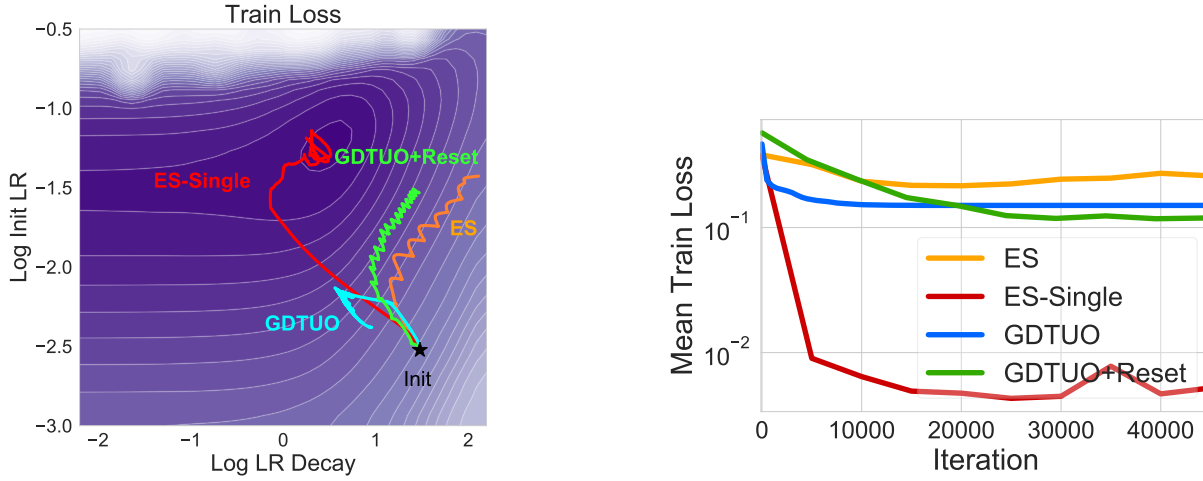 Train Loss
Log Init LR
−0.5
−1.0
−1.5
−2.0
−2.5
−3.0
ES-Single
GDTUO+Reset
ES
GDTUO
Init
−2
−1
0
1
2
Log LR Decay
Mean Train Loss
10⁻¹
10⁻²
ES
ES-Single
GDTUO
GDTUO+Reset
0
10000
20000
30000
40000
Iteration